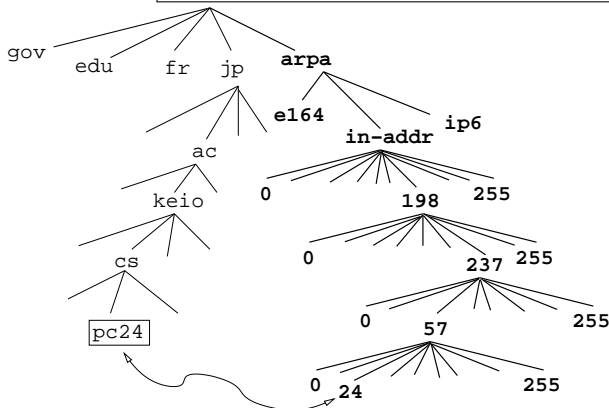 gov edu fr jp arpa
e164 in-addr ip6
ac
0 255
keio 198
0 255
cs 237
0 255
pc24 57
0 24 255